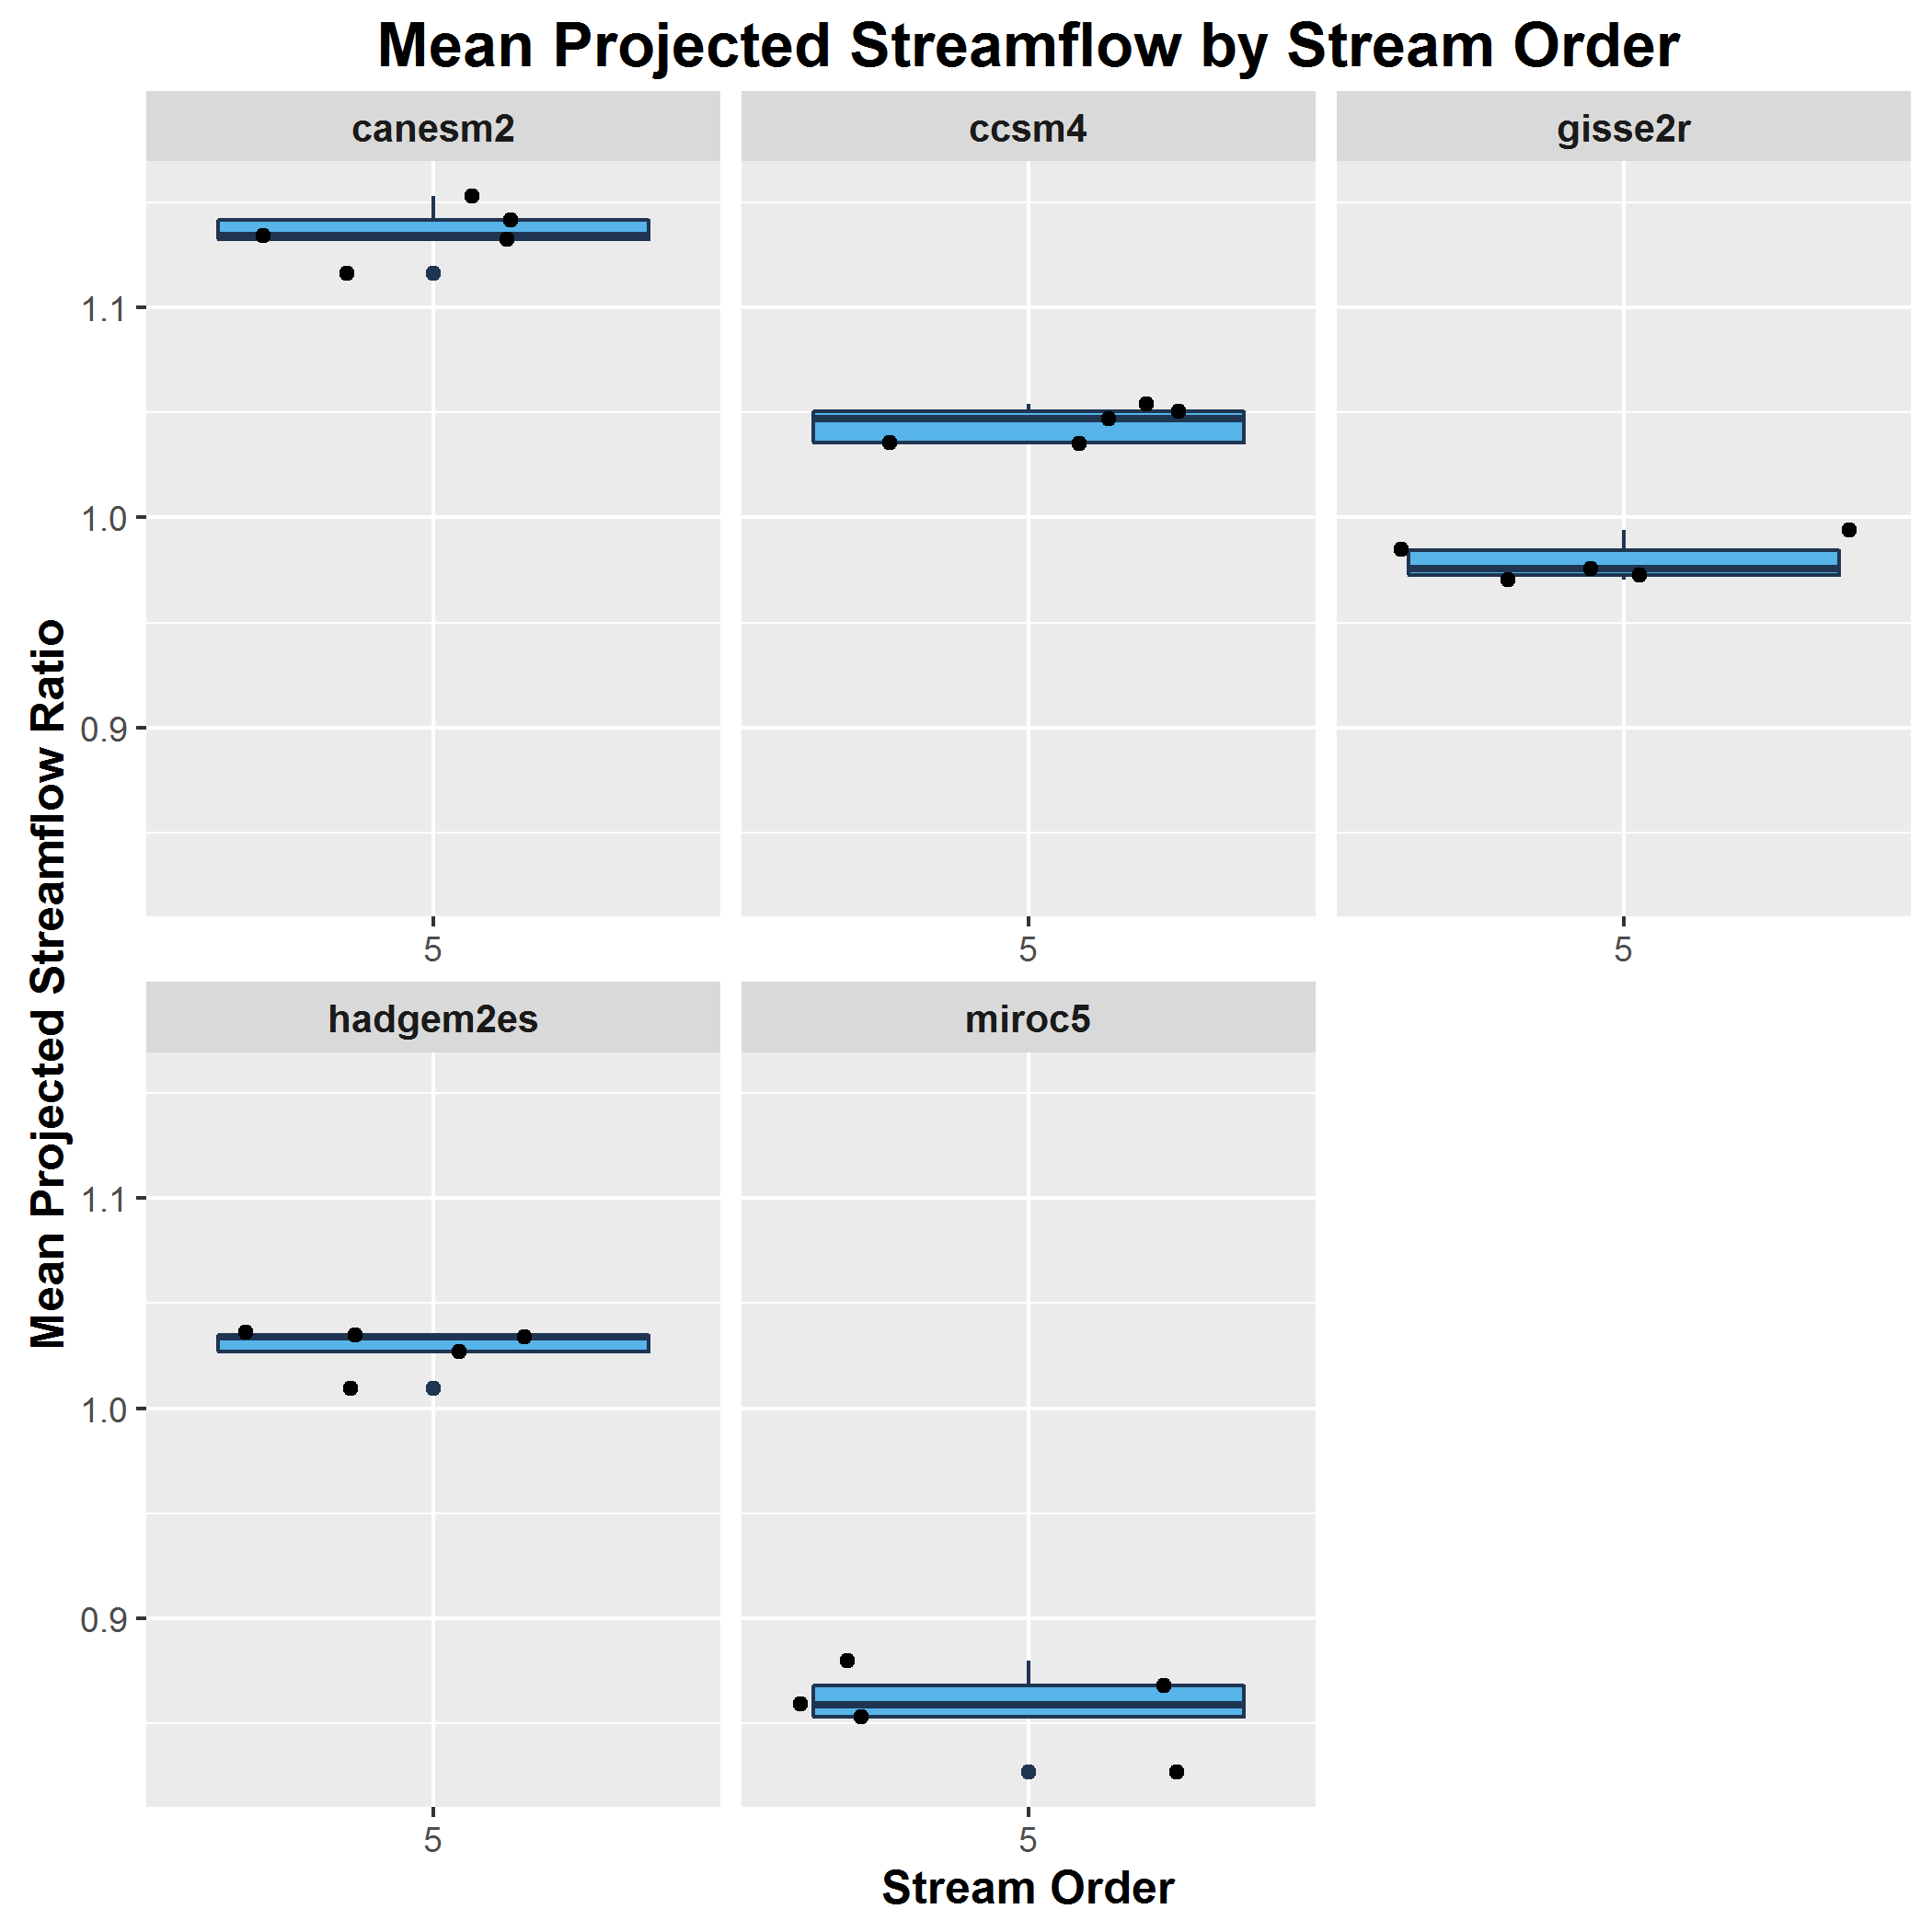 Mean Projected Streamflow by Stream Order
canesm2
ccsm4
gisse2r
1.1
1.0
0.9
5
5
5
Mean Projected Streamflow Ratio
hadgem2es
miroc5
1.1
1.0
0.9
5
5
Stream Order